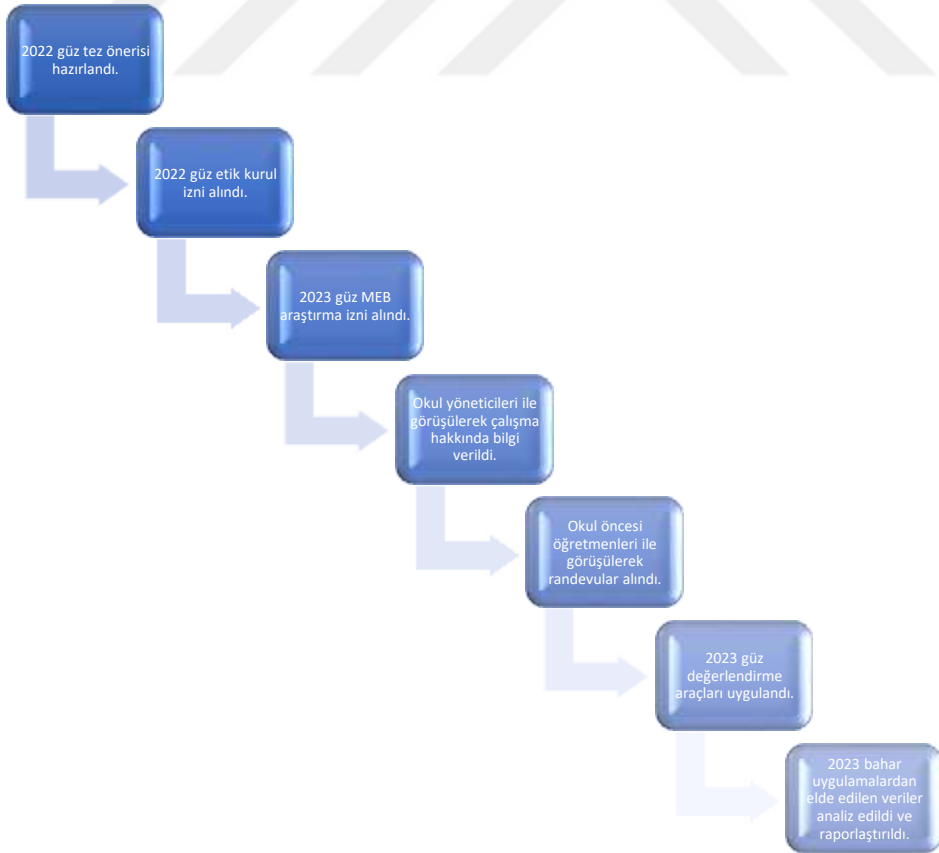 2022 güz tez önerisi
hazırlandı.
2022 güz etik kurul
izni alındı.
2023 güz MEB
araştırma izni alındı.
Okul yöneticileri ile
görüşülerek çalışma
hakkında bilgi
verildi.
Okul öncesi
öğretmenleri ile
görüşülerek
randevular alındı.
2023 güz
değerlendirme
araçları uygulandı.
2023 bahar
uygulamalardan
elde edilen veriler
analiz edildi ve
raporlaştırıldı.